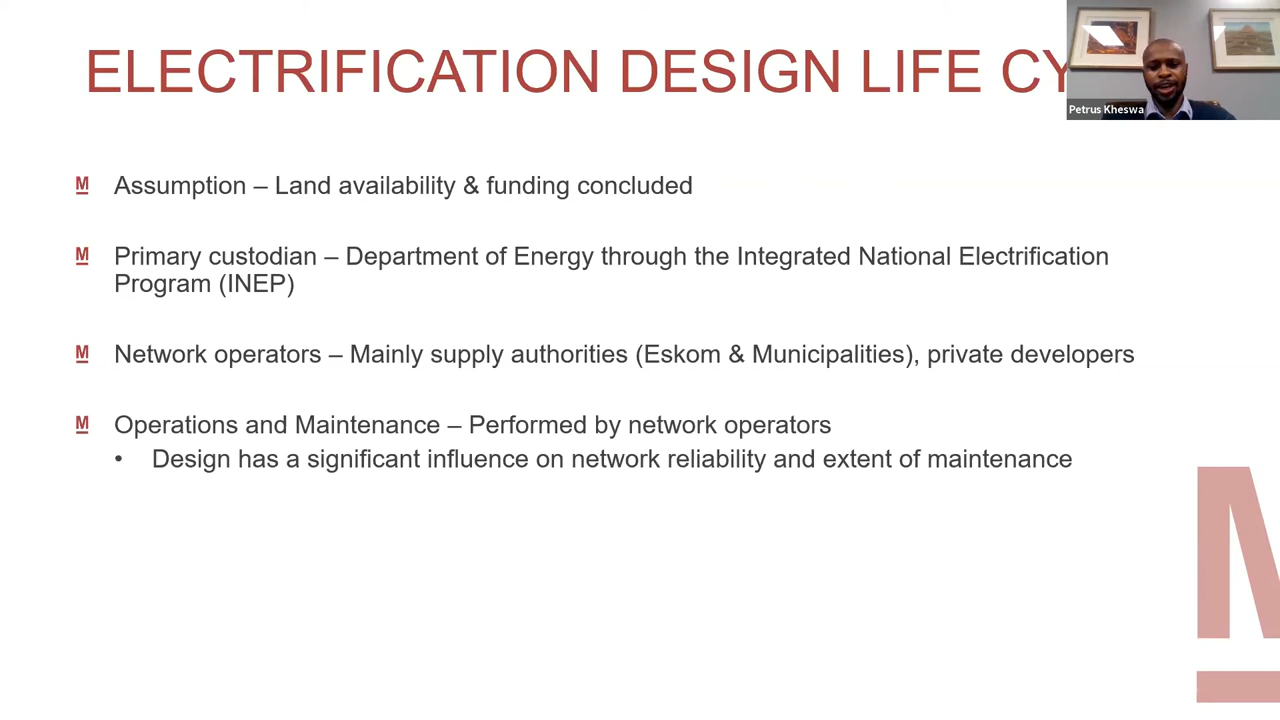 ELECTRIFICATION DESIGN LIFE CY
Petrus Kheswa
M Assumption – Land availability & funding concluded
M Primary custodian – Department of Energy through the Integrated National Electrification
Program (INEP)
M Network operators – Mainly supply authorities (Eskom & Municipalities), private developers
M Operations and Maintenance – Performed by network operators
• Design has a significant influence on network reliability and extent of maintenance
M